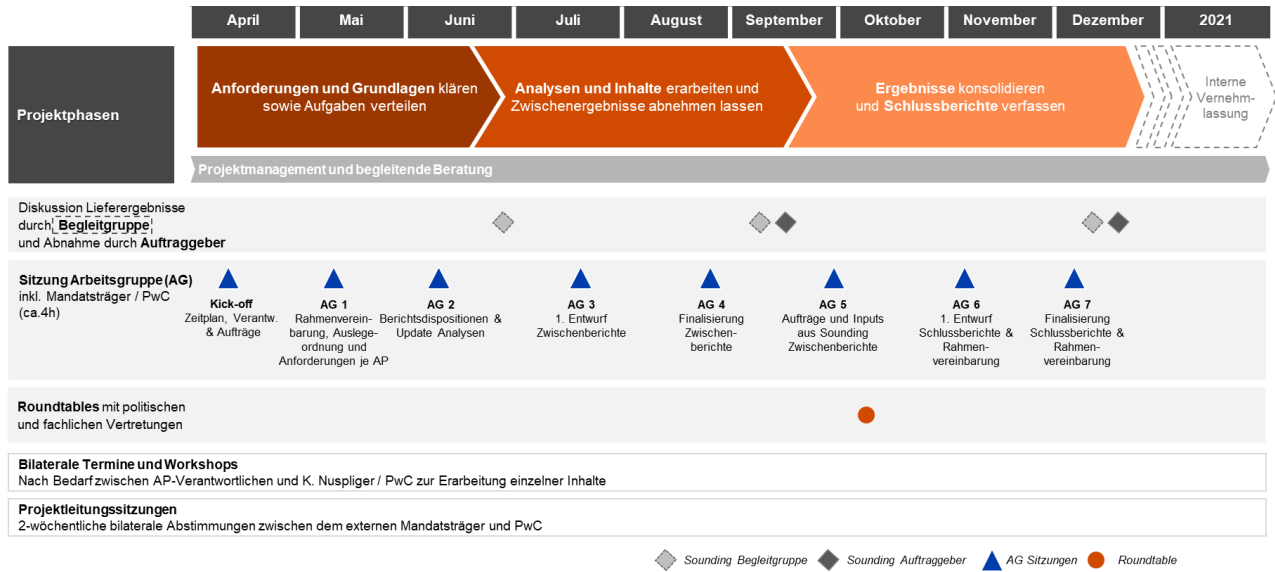 April
Mai
Juni
Juli
August
September
Oktober
November
Dezember
2021
Projektphasen
Anforderungen und Grundlagen klären
sowie Aufgaben verteilen
Analysen und Inhalte erarbeiten und
Zwischenergebnisse abnehmen lassen
Ergebnisse konsolidieren
und Schlussberichte verfassen
Interne
Vernehm-
lassung
Projektmanagement und begleitende Beratung
Diskussion Lieferergebnisse
durch Begleitgruppe
und Abnahme durch Auftraggeber
Sitzung Arbeitsgruppe (AG)
inkl. Mandatsträger / PwC
(ca.4h)
Kick-off
Zeitplan, Verantw.
& Aufträge
AG 1
Rahmenverein-
barung, Auslege-
ordnung und
Anforderungen je AP
AG 2
Berichtsdispositionen &
Update Analysen
AG 3
1. Entwurf
Zwischenberichte
AG 4
Finalisierung
Zwischen-
berichte
AG 5
Aufträge und Inputs
aus Sounding
Zwischenberichte
AG 6
1. Entwurf
Schlussberichte &
Rahmen-
vereinbarung
AG 7
Finalisierung
Schlussberichte &
Rahmen-
vereinbarung
Roundtables mit politischen
und fachlichen Vertretungen
Bilaterale Termine und Workshops
Nach Bedarf zwischen AP-Verantwortlichen und K. Nuspliger / PwC zur Erarbeitung einzelner Inhalte
Projektleitungssitzungen
2-wöchentliche bilaterale Abstimmungen zwischen dem externen Mandatsträger und PwC
Sounding Begleitgruppe
Sounding Auftraggeber
AG Sitzungen
Roundtable